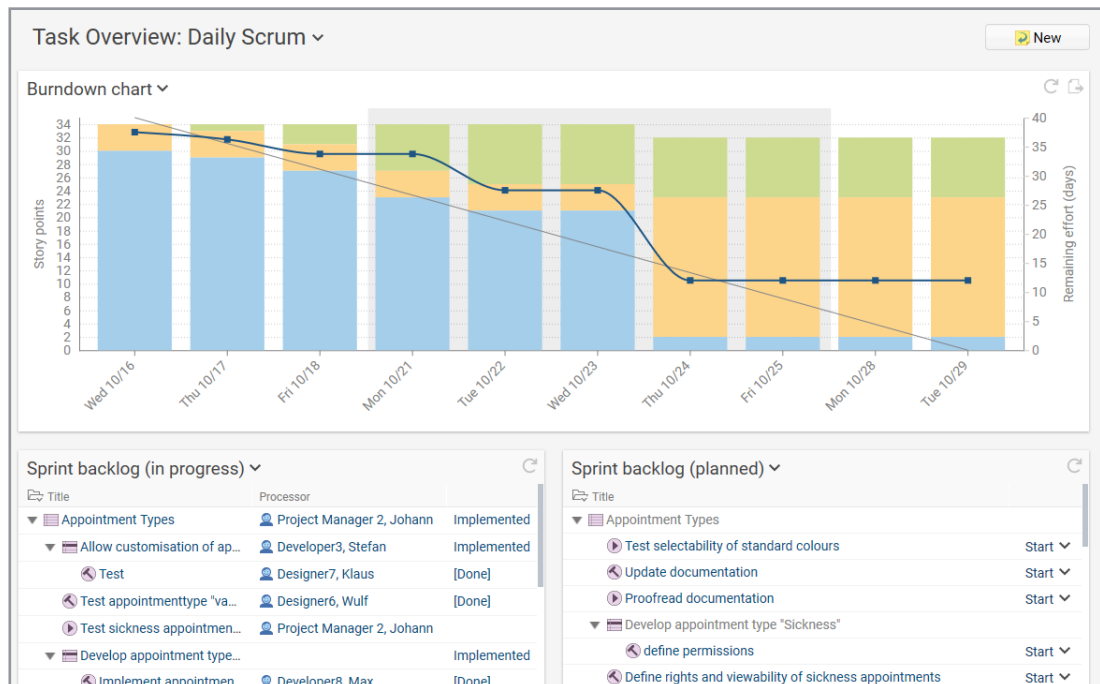 Task Overview: Daily Scrum
New
Burndown chart
Story points
34
32
30
28
26
24
22
20
18
16
14
12
10
8
6
4
2
0
40
35
30
25
20
15
10
5
0
Remaining effort (days)
Wed 10/16
Thu 10/17
Fri 10/18
Mon 10/21
Tue 10/22
Wed 10/23
Thu 10/24
Fri 10/25
Mon 10/28
Tue 10/29
Sprint backlog (in progress)
Title Processor
Appointment Types Project Manager 2, Johann Implemented
Allow customisation of ap... Developer3, Stefan Implemented
Test Designer7, Klaus [Done]
Test appointmenttype "va... Designer6, Wulf [Done]
Test sickness appointmen... Project Manager 2, Johann
Develop appointment type... Implemented
Implement appointmen Developer8, Max [Done]
Sprint backlog (planned)
Title
Appointment Types
Test selectability of standard colours Start
Update documentation Start
Proofread documentation Start
Develop appointment type "Sickness"
define permissions Start
Define rights and viewability of sickness appointments Start